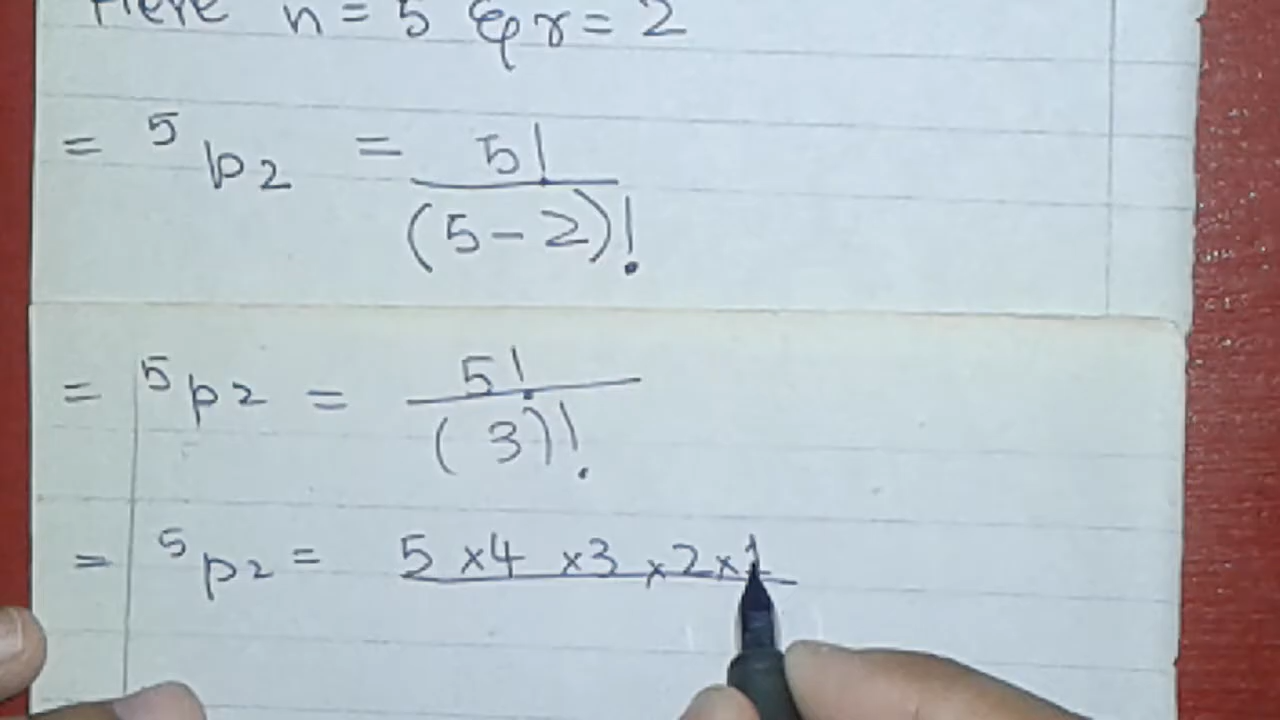 Here n = 5 & r = 2
= ⁵P₂ = 5! / (5-2)!
= ⁵P₂ = 5! / (3)!
= ⁵P₂ = 5 × 4 × 3 × 2 × 1